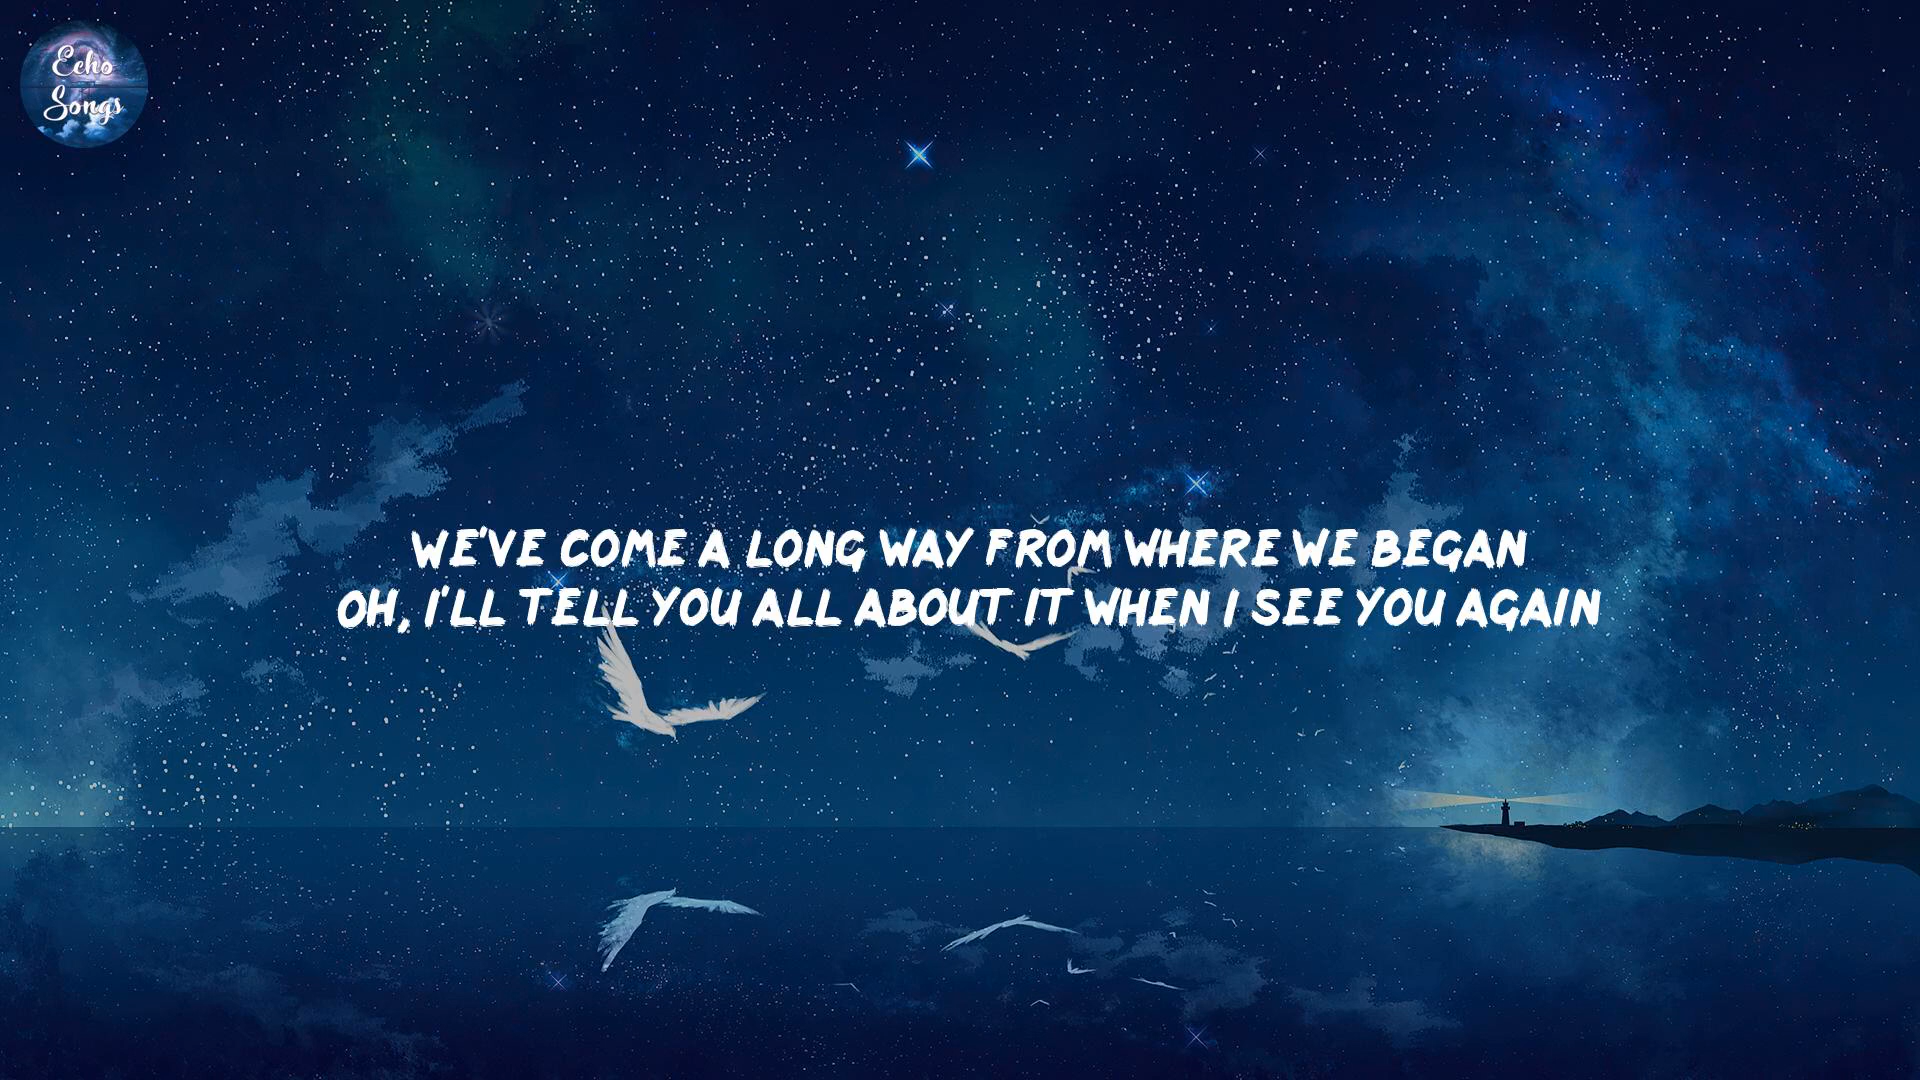 Echo
Songs
WE'VE COME A LONG WAY FROM WHERE WE BEGAN
OH, I'LL TELL YOU ALL ABOUT IT WHEN I SEE YOU AGAIN